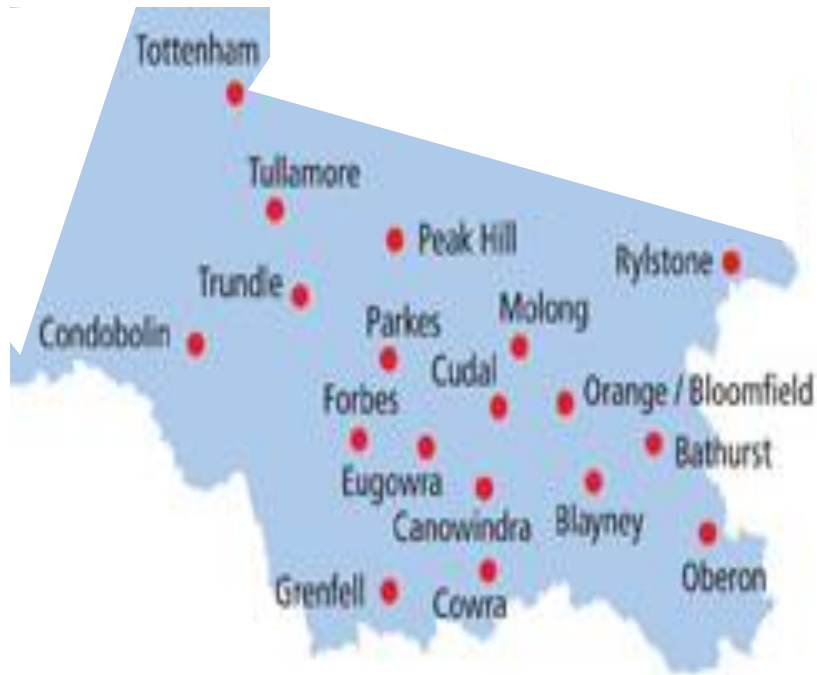 Tottenham
Tullamore
Peak Hill
Rylstone
Trundle
Molong
Parkes
Condobolin
Cudal
Orange / Bloomfield
Forbes
Bathurst
Eugowra
Canowindra
Blayney
Oberon
Grenfell
Cowra